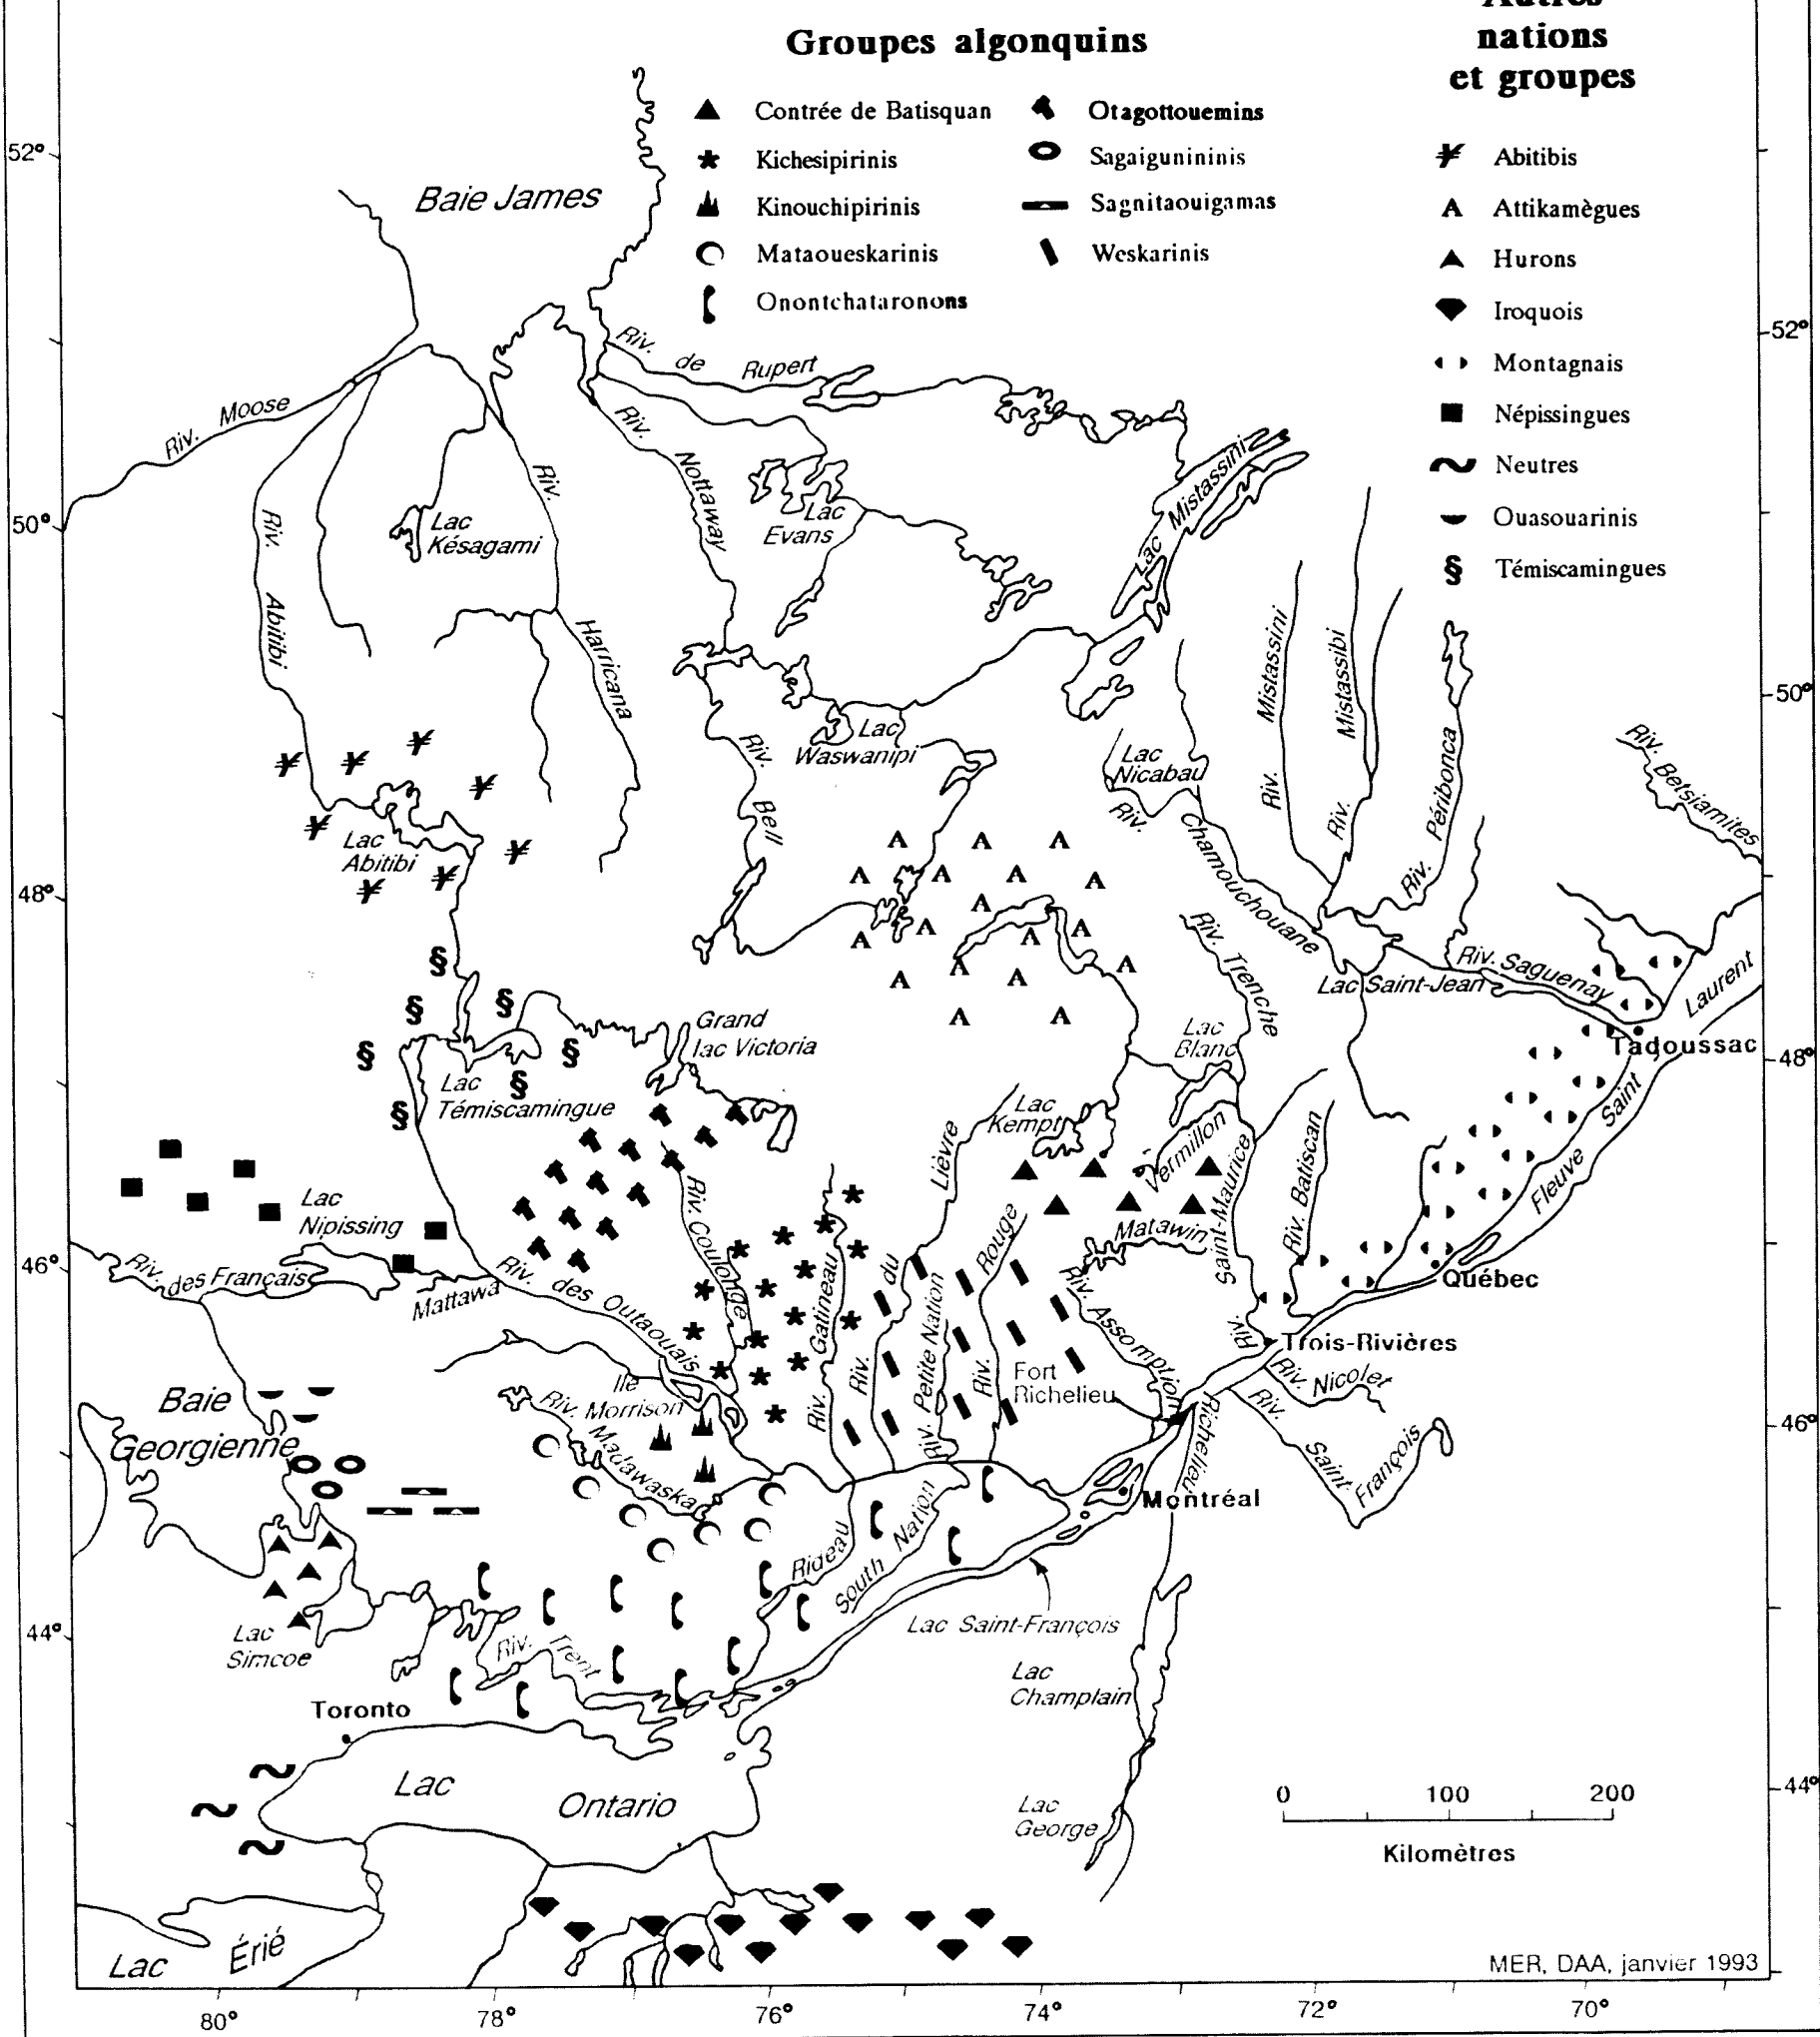 Autres
nations
et groupes
Groupes algonquins
Contrée de Batisquan
Kichesipirinis
Kinouchipirinis
Mataoueskarinis
Onontchataronons
Otagottouemins
Sagaigunininis
Sagnitaouigamas
Weskarinis
Abitibis
Attikamègues
Hurons
Iroquois
Montagnais
Népissingues
Neutres
Ouasouarinis
Témiscamingues
52°
50°
48°
46°
44°
52°
50°
48°
46°
44°
80°
78°
76°
74°
72°
70°
Baie James
Riv. de Rupert
Riv. Moose
Riv. Nottaway
Riv. Harricana
Riv. Abitibi
Lac
Késagami
Lac
Evans
Lac Mistassini
Riv. Mistassini
Riv. Mistassibi
Riv. Péribonca
Riv. Betsiamites
Lac
Waswanipi
Riv. Bell
Lac
Nicabau
Riv. Chamouchouane
Lac
Abitibi
Riv. Trenche
Lac Saint-Jean
Riv. Saguenay
Tadoussac
Fleuve Saint Laurent
Grand
lac Victoria
Lac
Blanc
Lac
Témiscamingue
Lac
Kempt
Vermillon
Matawin
Riv. Saint-Maurice
Riv. Batiscan
Riv. du Lièvre
Riv. Rouge
Riv. Petite Nation
Riv. Gatineau
Riv. Coulonge
Riv. Assomption
Lac
Nipissing
Riv. des Français
Mattawa
Riv. des Outaouais
Québec
Trois-Rivières
Riv. Nicolet
Riv. Saint François
Richelieu
Fort
Richelieu
Montréal
Ile
Morrison
Riv. Madawaska
Baie
Georgienne
Rideau
South Nation
Lac Saint-François
Lac
Champlain
Lac
George
Lac
Simcoe
Riv. Trent
Toronto
Lac Ontario
Lac Érié
0 100 200
Kilomètres
MER, DAA, janvier 1993